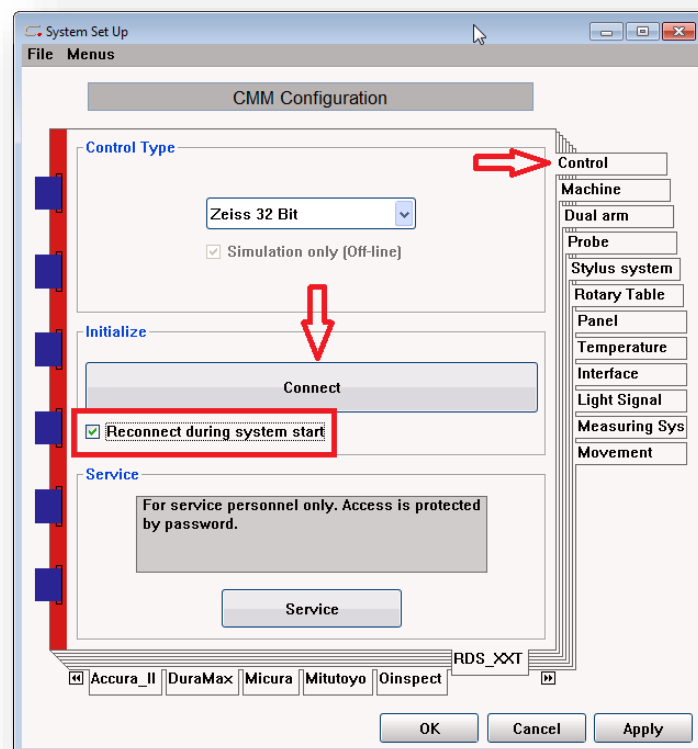 System Set Up
File Menus
CMM Configuration
Control Type
Zeiss 32 Bit
Simulation only (Off-line)
Initialize
Connect
Reconnect during system start
Service
For service personnel only. Access is protected
by password.
Service
Control
Machine
Dual arm
Probe
Stylus system
Rotary Table
Panel
Temperature
Interface
Light Signal
Measuring Sys
Movement
RDS_XXT
Accura_II DuraMax Micura Mitutoyo Oinspect
OK Cancel Apply